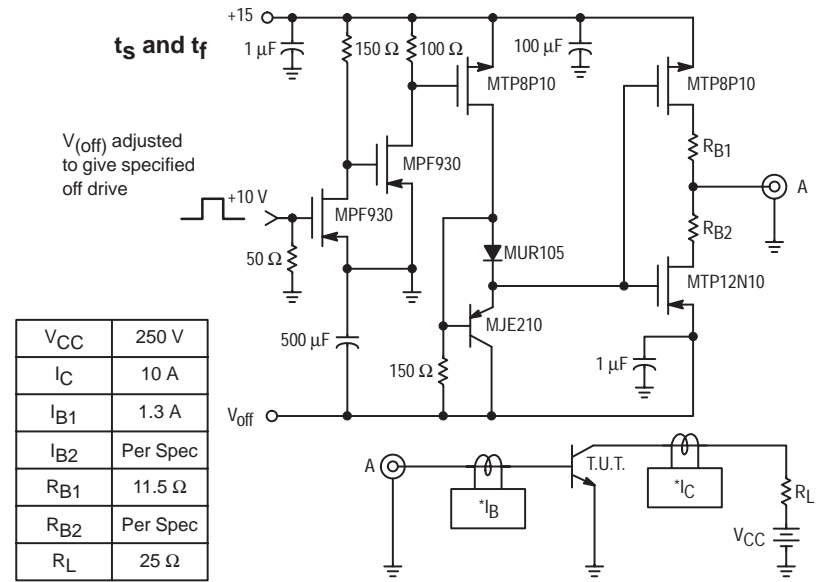 t_s and t_f
+15
1 μF
150 Ω
100 Ω
MTP8P10
100 μF
MTP8P10
V_(off) adjusted
to give specified
off drive
MPF930
R_B1
+10 V
MPF930
A
R_B2
50 Ω
MUR105
MTP12N10
500 μF
MJE210
150 Ω
1 μF
V_off
V_CC 250 V
I_C 10 A
I_B1 1.3 A
I_B2 Per Spec
R_B1 11.5 Ω
R_B2 Per Spec
R_L 25 Ω
A
*I_B
T.U.T.
*I_C
R_L
V_CC